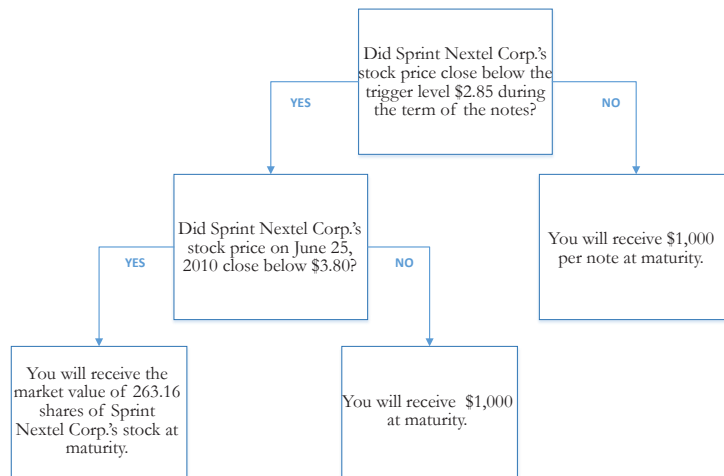 Did Sprint Nextel Corp.'s
stock price close below the
trigger level $2.85 during
the term of the notes?
YES
NO
Did Sprint Nextel Corp.'s
stock price on June 25,
2010 close below $3.80?
You will receive $1,000
per note at maturity.
YES
NO
You will receive the
market value of 263.16
shares of Sprint
Nextel Corp.'s stock at
maturity.
You will receive $1,000
at maturity.